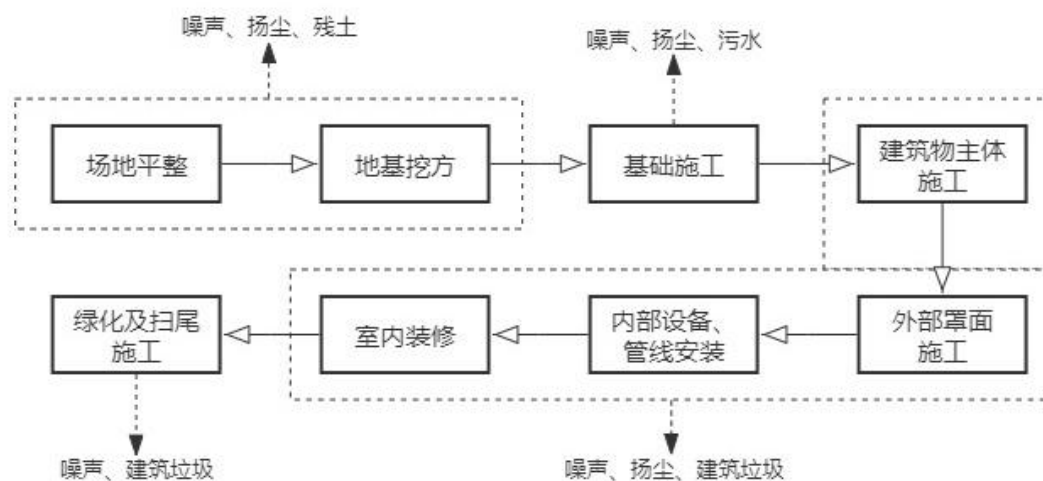 噪声、扬尘、残土
噪声、扬尘、污水
场地平整
地基挖方
基础施工
建筑物主体
施工
绿化及扫尾
施工
室内装修
内部设备、
管线安装
外部罩面
施工
噪声、建筑垃圾
噪声、扬尘、建筑垃圾